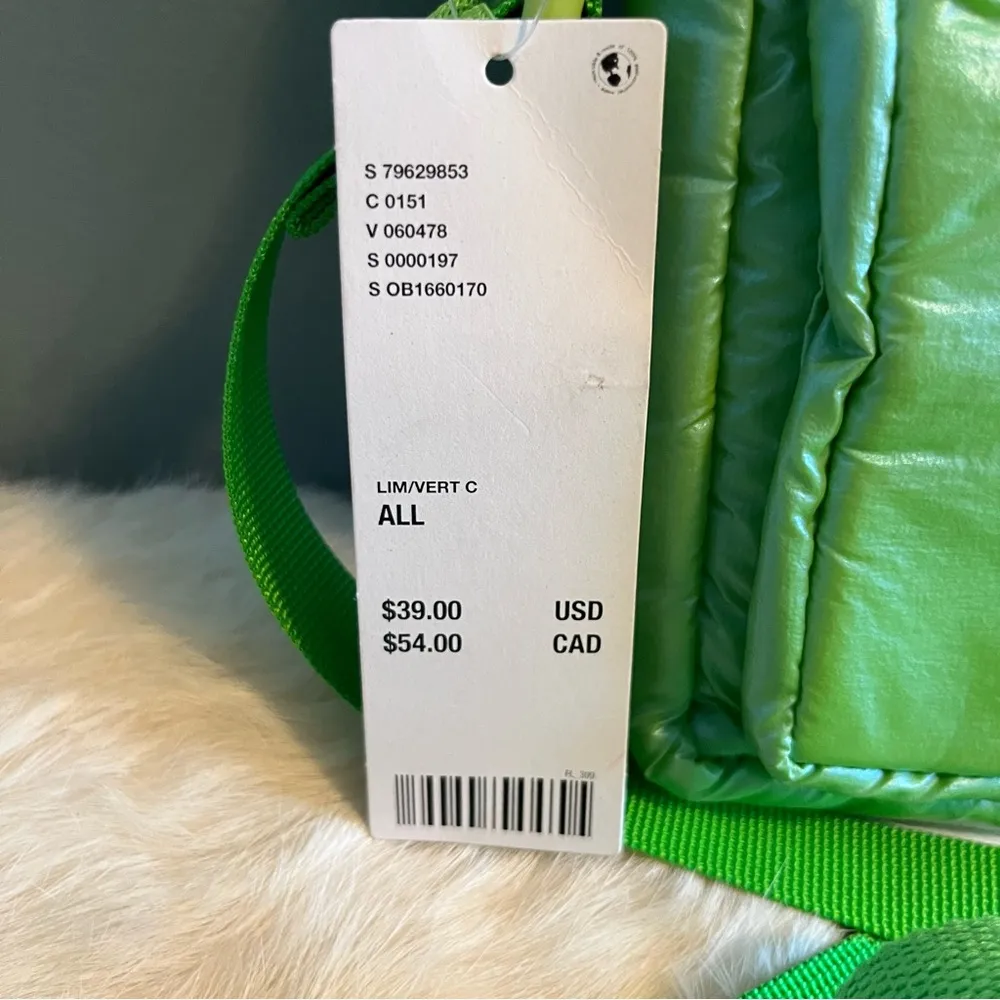 S 79629853
C 0151
V 060478
S 0000197
S OB1660170
LIM/VERT C
ALL
$39.00 USD
$54.00 CAD